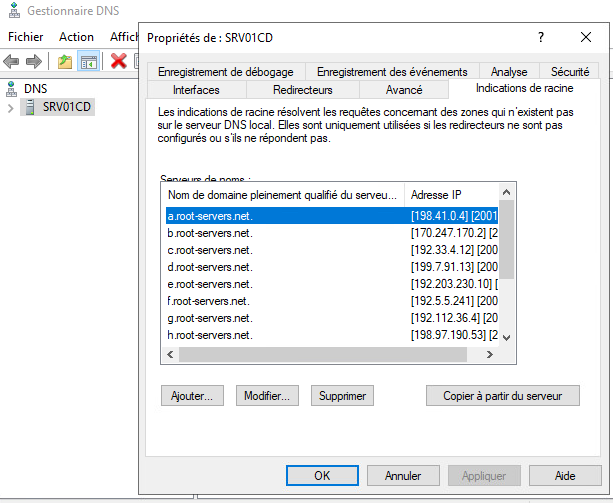 Gestionnaire DNS
Fichier Action Affich
DNS
SRV01CD
Propriétés de : SRV01CD
Enregistrement de débogage Enregistrement des événements Analyse Sécurité
Interfaces Redirecteurs Avancé Indications de racine
Les indications de racine résolvent les requêtes concernant des zones qui n'existent pas
sur le serveur DNS local. Elles sont uniquement utilisées si les redirecteurs ne sont pas
configurés ou s'ils ne répondent pas.
Serveurs de noms :
Nom de domaine pleinement qualifié du serveu... Adresse IP
a.root-servers.net. [198.41.0.4] [2001
b.root-servers.net. [170.247.170.2] [2
c.root-servers.net. [192.33.4.12] [200
d.root-servers.net. [199.7.91.13] [200
e.root-servers.net. [192.203.230.10] [
f.root-servers.net. [192.5.5.241] [200
g.root-servers.net. [192.112.36.4] [20
h.root-servers.net. [198.97.190.53] [2
Ajouter... Modifier... Supprimer Copier à partir du serveur
OK Annuler Appliquer Aide